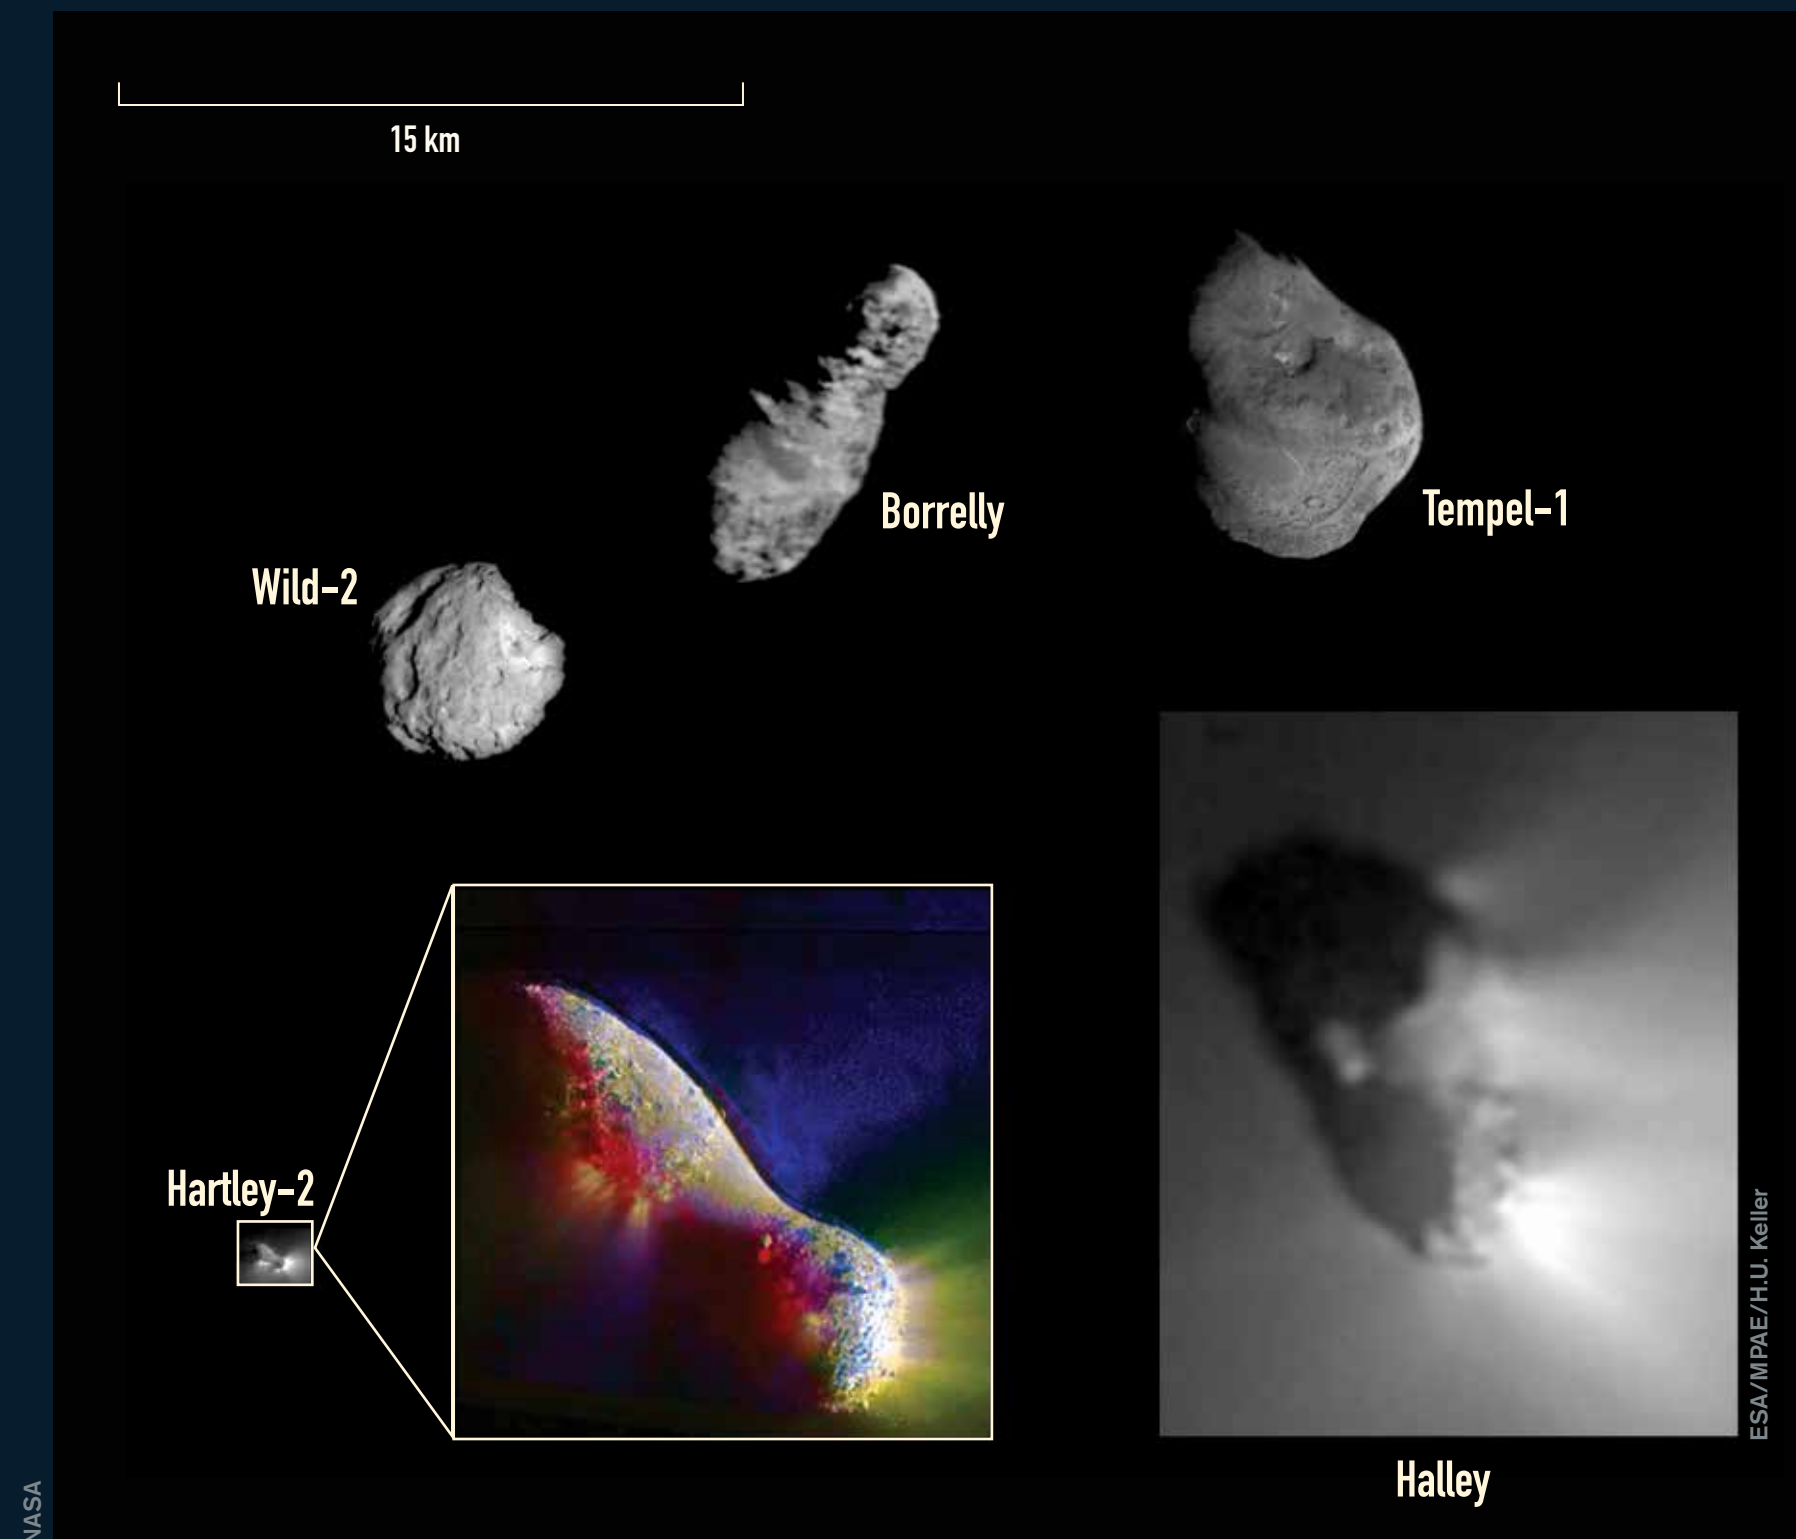 15 km
Borrelly
Tempel-1
Wild-2
Hartley-2
Halley
ESA/MPAE/H.U. Keller
NASA